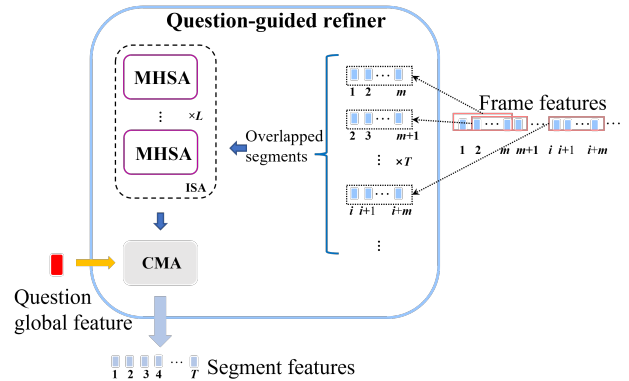 Question-guided refiner
MHSA
⋮ ×L
MHSA
ISA
CMA
Overlapped
segments
1 2 ··· m
2 3 ··· m+1
⋮ ×T
i i+1 ··· i+m
⋮
Frame features
··· ··· ···
1 2 m m+1 i i+1 i+m
Question
global feature
···
1 2 3 4 T
Segment features